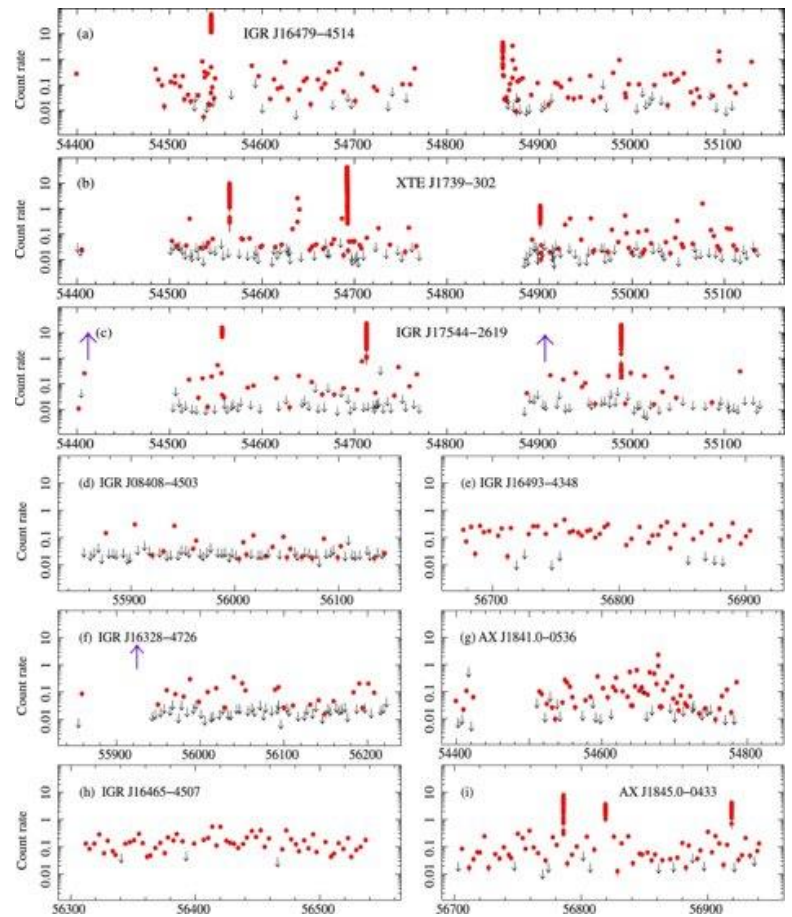 (a) IGR J16479−4514
Count rate
10
1
0.1
0.01
54400 54500 54600 54700 54800 54900 55000 55100
(b) XTE J1739−302
Count rate
10
1
0.1
0.01
54400 54500 54600 54700 54800 54900 55000 55100
(c) IGR J17544−2619
Count rate
10
1
0.1
0.01
54400 54500 54600 54700 54800 54900 55000 55100
(d) IGR J08408−4503
Count rate
10
1
0.1
0.01
55900 56000 56100
(e) IGR J16493−4348
10
1
0.1
0.01
56700 56800 56900
(f) IGR J16328−4726
Count rate
10
1
0.1
0.01
55900 56000 56100 56200
(g) AX J1841.0−0536
10
1
0.1
0.01
54400 54600 54800
(h) IGR J16465−4507
Count rate
10
1
0.1
0.01
56300 56400 56500
(i) AX J1845.0−0433
10
1
0.1
0.01
56700 56800 56900